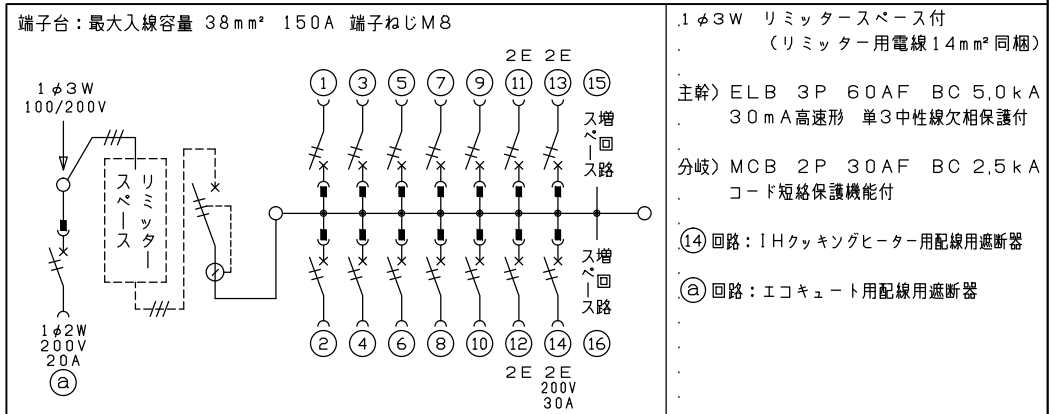 端子台：最大入線容量 38mm² 150A 端子ねじM8
1φ3W
100/200V
リミッター
スペース
1φ2W
200V
20A
ⓐ
2E 2E
① ③ ⑤ ⑦ ⑨ ⑪ ⑬ ⑮
増回路
スペース
増回路
スペース
② ④ ⑥ ⑧ ⑩ ⑫ ⑭ ⑯
2E 2E
200V
30A
1φ3W リミッタースペース付
（リミッター用電線14mm²同梱）
主幹）ELB 3P 60AF BC 5,0kA
30mA高速形 単3中性線欠相保護付
分岐）MCB 2P 30AF BC 2,5kA
コード短絡保護機能付
⑭回路：IHクッキングヒーター用配線用遮断器
ⓐ回路：エコキュート用配線用遮断器